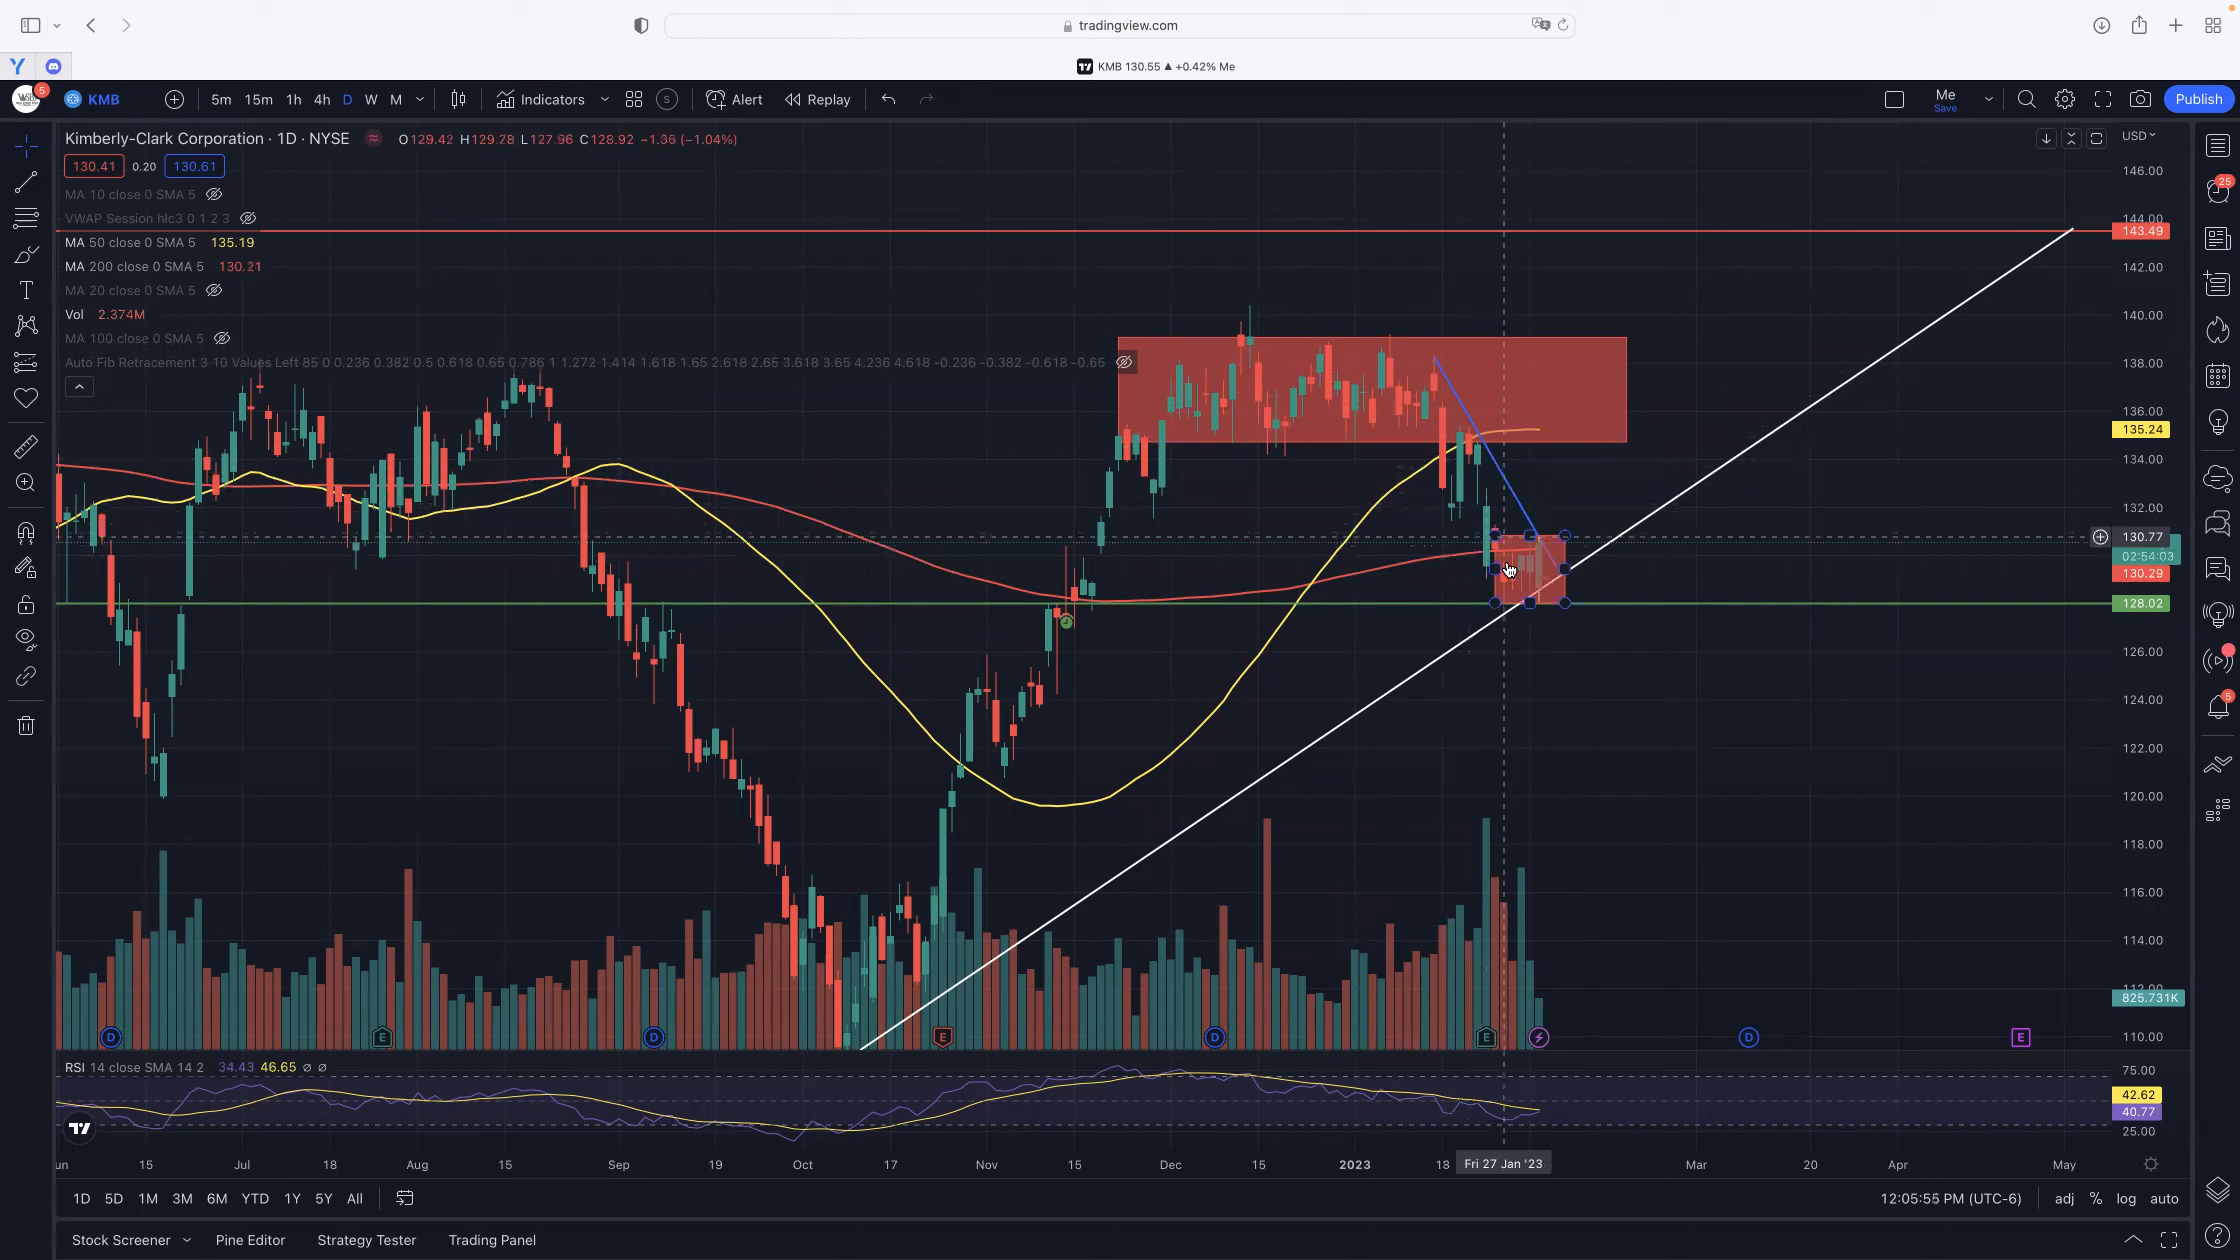 tradingview.com
KMB 130.55 ▲ +0.42% Me
5 KMB 5m 15m 1h 4h D W M Indicators S Alert Replay Me Save Publish
Kimberly-Clark Corporation · 1D · NYSE ≈ O129.42 H129.78 L127.96 C128.92 −1.36 (−1.04%)
USD
130.41 0.20 130.61
MA 10 close 0 SMA 5
VWAP Session hlc3 0 1 2 3
MA 50 close 0 SMA 5 135.19
MA 200 close 0 SMA 5 130.21
MA 20 close 0 SMA 5
Vol 2.374M
MA 100 close 0 SMA 5
Auto Fib Retracement 3 10 Values Left 85 0 0.236 0.382 0.5 0.618 0.65 0.786 1 1.272 1.414 1.618 1.65 2.618 2.65 3.618 3.65 4.236 4.618 -0.236 -0.382 -0.618 -0.65
146.00
144.00
143.49
142.00
140.00
138.00
136.00
135.24
134.00
132.00
130.77
02:54:03
130.29
128.02
126.00
124.00
122.00
120.00
118.00
116.00
114.00
112.00
825.731K
110.00
25
5
D E D E D E D E
RSI 14 close SMA 14 2 34.43 46.65 ∅ ∅
75.00
42.62
40.77
25.00
un 15 Jul 18 Aug 15 Sep 19 Oct 17 Nov 15 Dec 15 2023 18 Fri 27 Jan '23 Mar 20 Apr May
1D 5D 1M 3M 6M YTD 1Y 5Y All 12:05:55 PM (UTC-6) adj % log auto
Stock Screener Pine Editor Strategy Tester Trading Panel